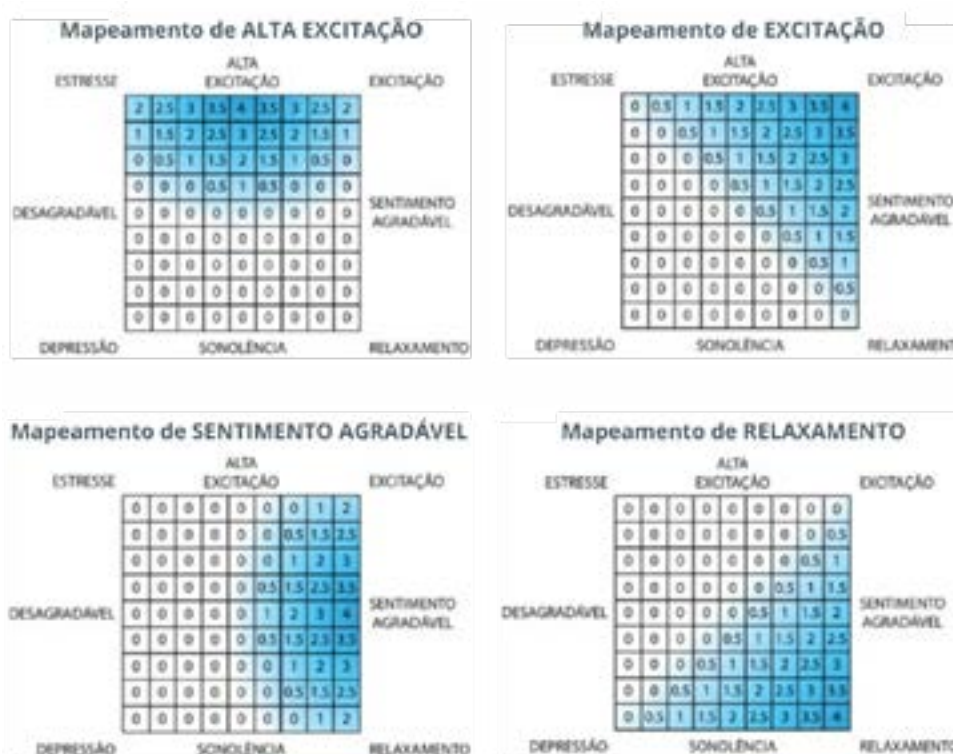 Mapeamento de ALTA EXCITAÇÃO
ESTRESSE
ALTA
EXCITAÇÃO
EXCITAÇÃO
2 2.5 3 3.5 4 3.5 3 2.5 2
1 1.5 2 2.5 3 2.5 2 1.5 1
0 0.5 1 1.5 2 1.5 1 0.5 0
0 0 0 0.5 1 0.5 0 0 0
0 0 0 0 0 0 0 0 0
0 0 0 0 0 0 0 0 0
0 0 0 0 0 0 0 0 0
0 0 0 0 0 0 0 0 0
0 0 0 0 0 0 0 0 0
DESAGRADÁVEL
SENTIMENTO
AGRADÁVEL
DEPRESSÃO
SONOLÊNCIA
RELAXAMENTO
Mapeamento de EXCITAÇÃO
ESTRESSE
ALTA
EXCITAÇÃO
EXCITAÇÃO
0 0.5 1 1.5 2 2.5 3 3.5 4
0 0 0.5 1 1.5 2 2.5 3 3.5
0 0 0 0.5 1 1.5 2 2.5 3
0 0 0 0 0.5 1 1.5 2 2.5
0 0 0 0 0 0.5 1 1.5 2
0 0 0 0 0 0 0.5 1 1.5
0 0 0 0 0 0 0 0.5 1
0 0 0 0 0 0 0 0 0.5
0 0 0 0 0 0 0 0 0
DESAGRADÁVEL
SENTIMENTO
AGRADÁVEL
DEPRESSÃO
SONOLÊNCIA
RELAXAMENT
Mapeamento de SENTIMENTO AGRADÁVEL
ESTRESSE
ALTA
EXCITAÇÃO
EXCITAÇÃO
0 0 0 0 0 0 0 1 2
0 0 0 0 0 0 0.5 1.5 2.5
0 0 0 0 0 0 1 2 3
0 0 0 0 0 0.5 1.5 2.5 3.5
0 0 0 0 0 1 2 3 4
0 0 0 0 0 0.5 1.5 2.5 3.5
0 0 0 0 0 0 1 2 3
0 0 0 0 0 0 0.5 1.5 2.5
0 0 0 0 0 0 0 1 2
DESAGRADÁVEL
SENTIMENTO
AGRADÁVEL
DEPRESSÃO
SONOLÊNCIA
RELAXAMENTO
Mapeamento de RELAXAMENTO
ESTRESSE
ALTA
EXCITAÇÃO
EXCITAÇÃO
0 0 0 0 0 0 0 0 0
0 0 0 0 0 0 0 0 0.5
0 0 0 0 0 0 0 0.5 1
0 0 0 0 0 0 0.5 1 1.5
0 0 0 0 0 0.5 1 1.5 2
0 0 0 0 0.5 1 1.5 2 2.5
0 0 0 0.5 1 1.5 2 2.5 3
0 0 0.5 1 1.5 2 2.5 3 3.5
0 0.5 1 1.5 2 2.5 3 3.5 4
DESAGRADÁVEL
SENTIMENTO
AGRADÁVEL
DEPRESSÃO
SONOLÊNCIA
RELAXAMENTO